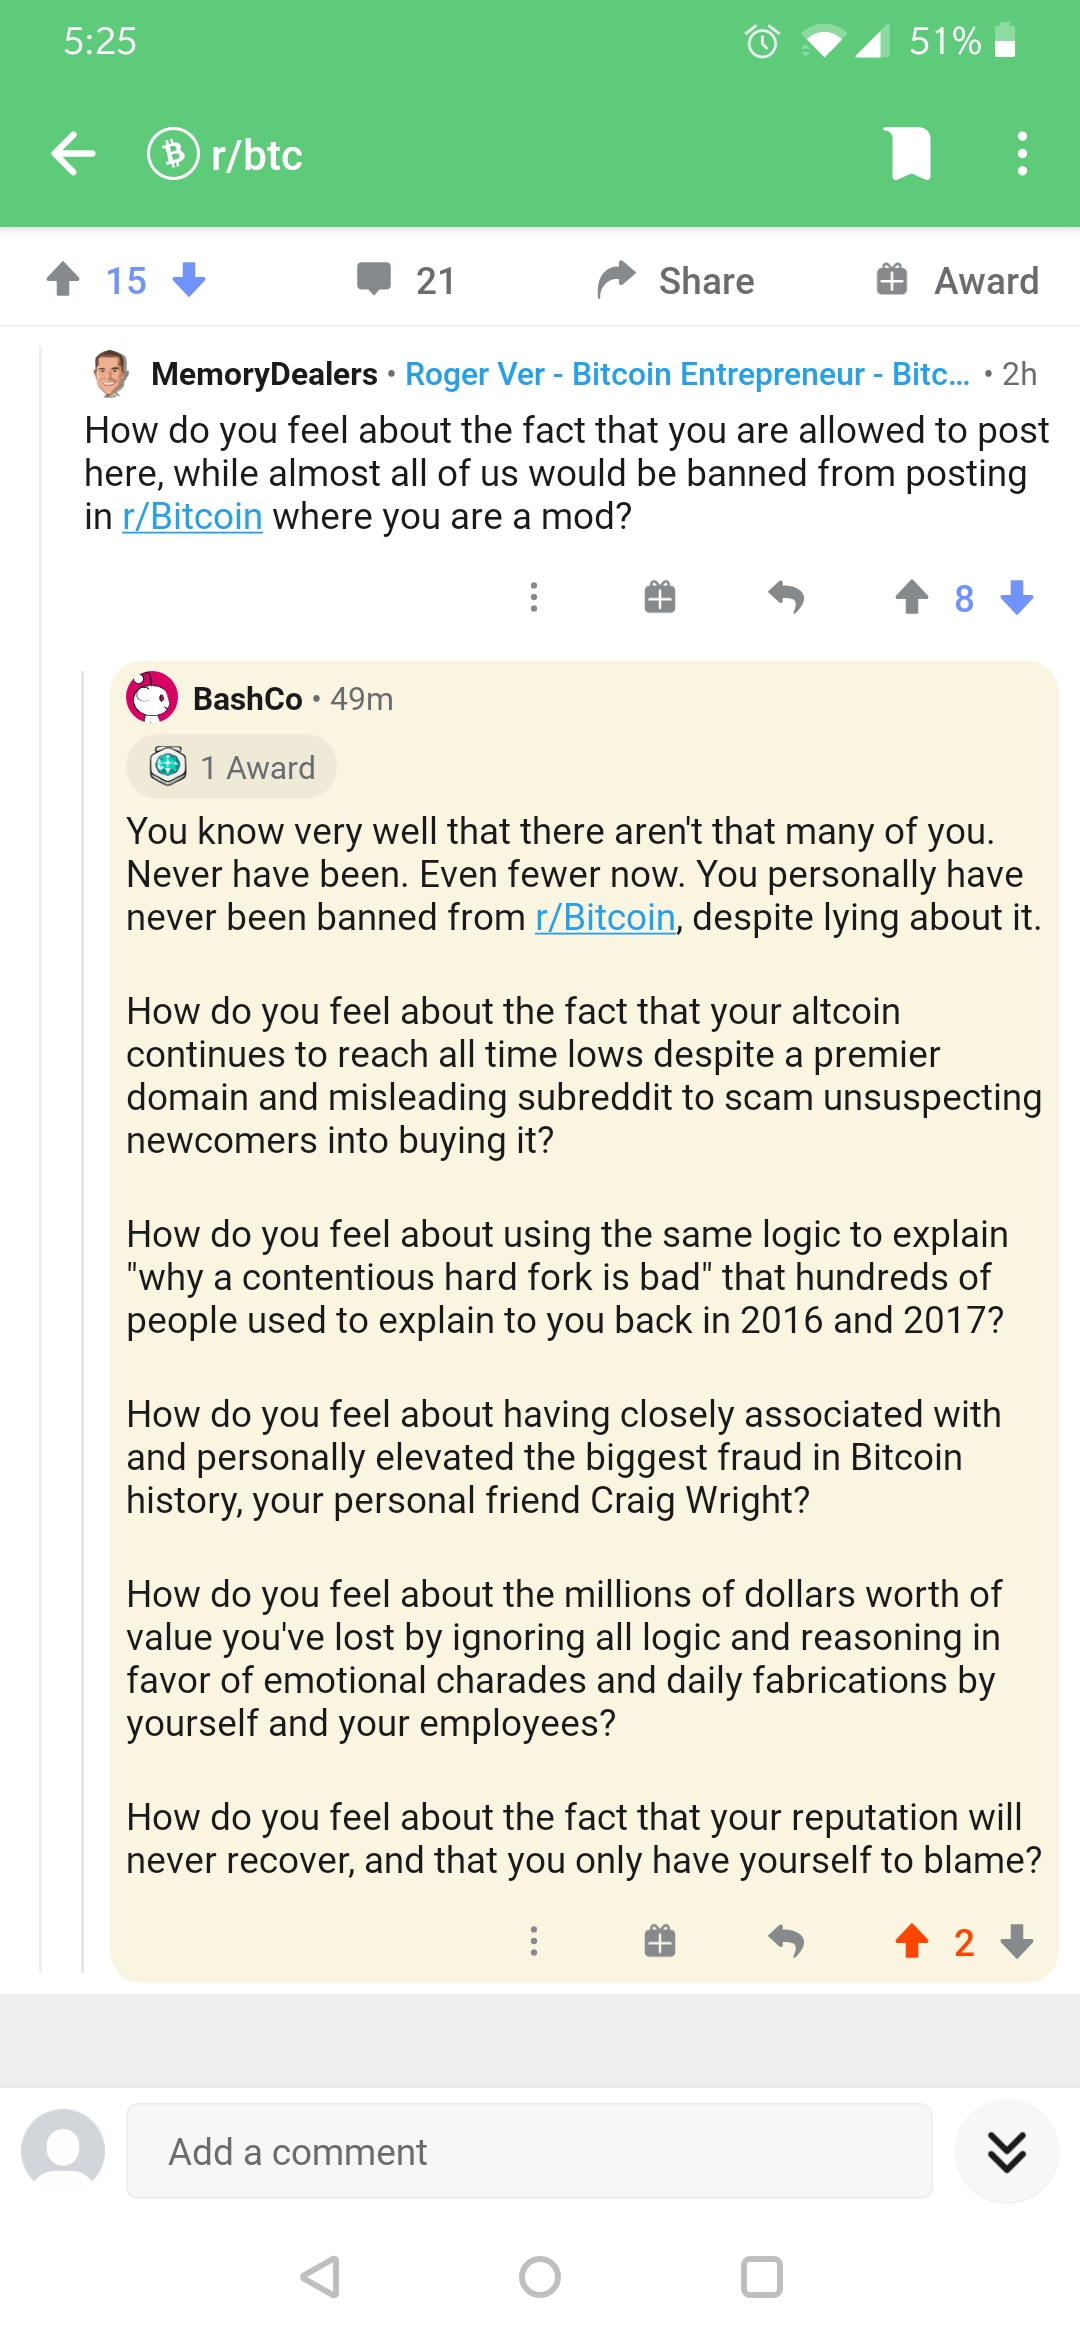 5:25
51%
r/btc
15
21
Share
Award
MemoryDealers • Roger Ver - Bitcoin Entrepreneur - Bitc... • 2h
How do you feel about the fact that you are allowed to post
here, while almost all of us would be banned from posting
in r/Bitcoin where you are a mod?
8
BashCo • 49m
1 Award
You know very well that there aren't that many of you.
Never have been. Even fewer now. You personally have
never been banned from r/Bitcoin, despite lying about it.
How do you feel about the fact that your altcoin
continues to reach all time lows despite a premier
domain and misleading subreddit to scam unsuspecting
newcomers into buying it?
How do you feel about using the same logic to explain
"why a contentious hard fork is bad" that hundreds of
people used to explain to you back in 2016 and 2017?
How do you feel about having closely associated with
and personally elevated the biggest fraud in Bitcoin
history, your personal friend Craig Wright?
How do you feel about the millions of dollars worth of
value you've lost by ignoring all logic and reasoning in
favor of emotional charades and daily fabrications by
yourself and your employees?
How do you feel about the fact that your reputation will
never recover, and that you only have yourself to blame?
2
Add a comment